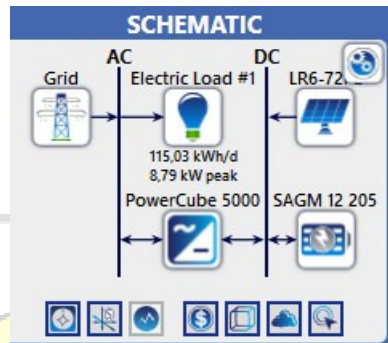 SCHEMATIC
AC DC
Grid Electric Load #1
115,03 kWh/d
8,79 kW peak
PowerCube 5000 SAGM 12 205